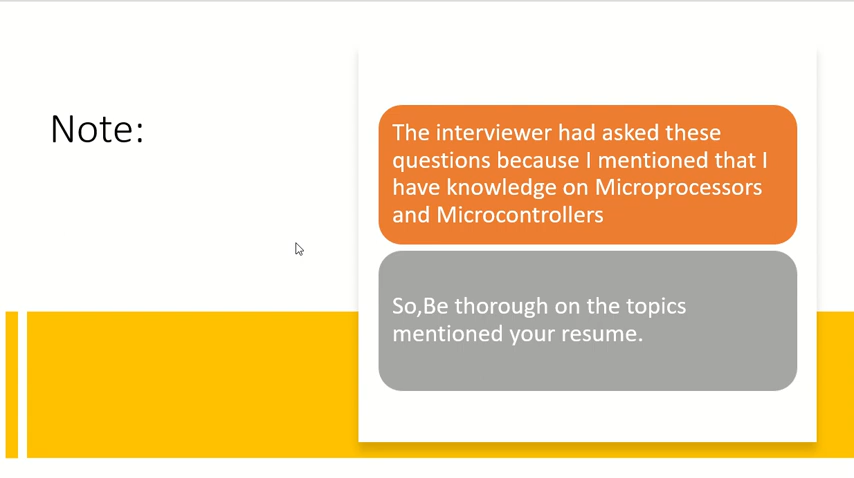 Note:
The interviewer had asked these
questions because I mentioned that I
have knowledge on Microprocessors
and Microcontrollers
So,Be thorough on the topics
mentioned your resume.